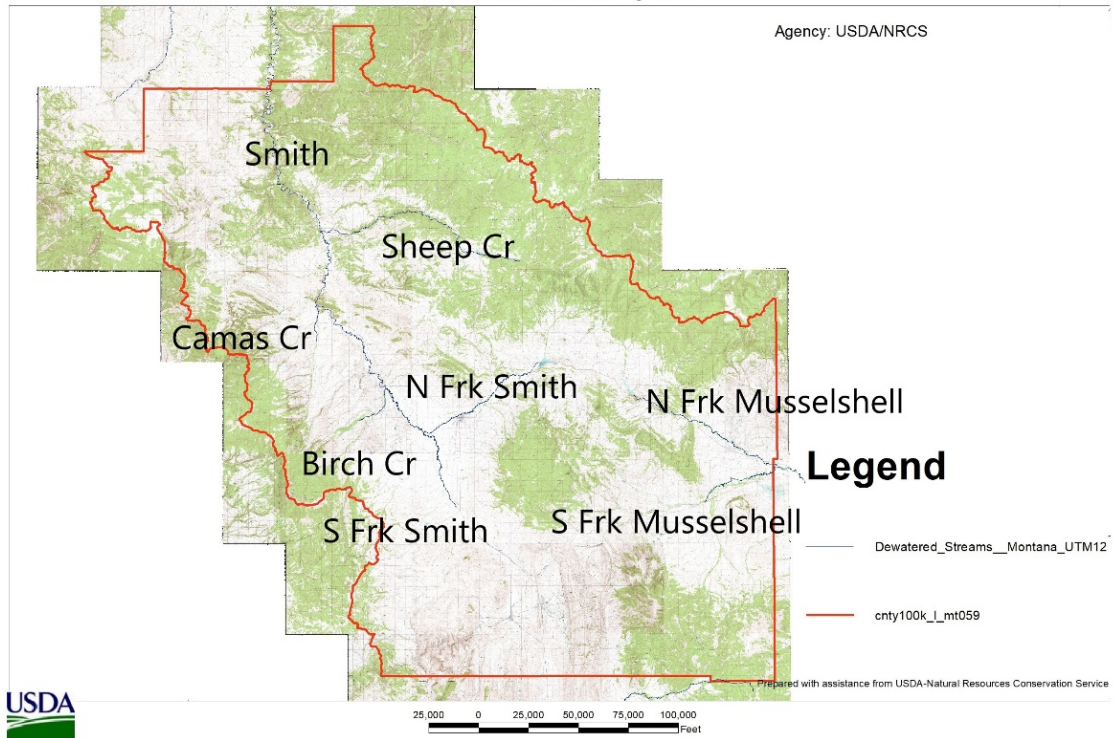 Agency: USDA/NRCS
Smith
Sheep Cr
Camas Cr
N Frk Smith
N Frk Musselshell
Birch Cr
Legend
S Frk Smith
S Frk Musselshell
Dewatered_Streams__Montana_UTM12
cnty100k_l_mt059
Prepared with assistance from USDA-Natural Resources Conservation Service
USDA
25,000 0 25,000 50,000 75,000 100,000
Feet